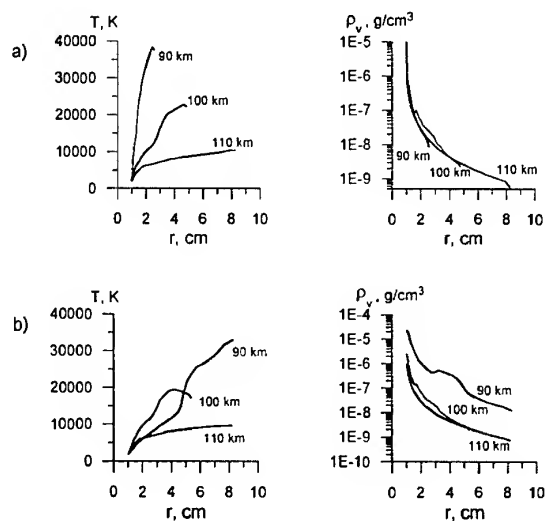 a)
T, K
40000
30000
20000
10000
0
90 km
100 km
110 km
0 2 4 6 8 10
r, cm
ρv, g/cm³
1E-5
1E-6
1E-7
1E-8
1E-9
90 km
100 km
110 km
0 2 4 6 8 10
r, cm
b)
T, K
40000
30000
20000
10000
0
90 km
100 km
110 km
0 2 4 6 8 10
r, cm
ρv, g/cm³
1E-4
1E-5
1E-6
1E-7
1E-8
1E-9
1E-10
90 km
100 km
110 km
0 2 4 6 8 10
r, cm